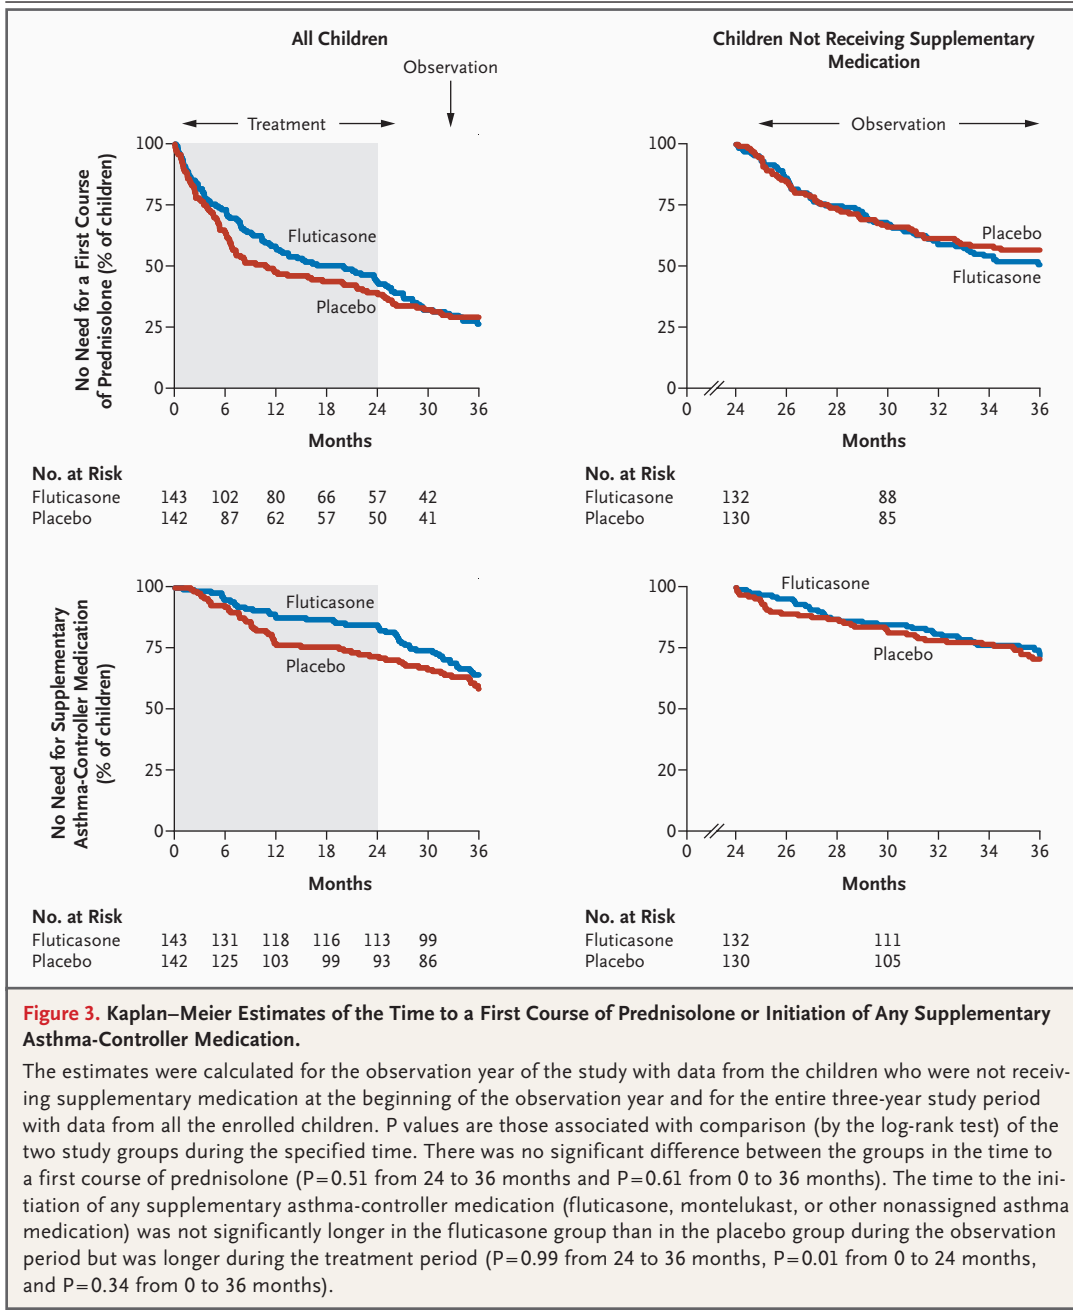 All Children
Observation
Treatment
No Need for a First Course
of Prednisolone (% of children)
100
75
50
25
0
Fluticasone
Placebo
0 6 12 18 24 30 36
Months
No. at Risk
Fluticasone 143 102 80 66 57 42
Placebo 142 87 62 57 50 41
Children Not Receiving Supplementary
Medication
Observation
100
75
50
25
0
Placebo
Fluticasone
0 24 26 28 30 32 34 36
Months
No. at Risk
Fluticasone 132 88
Placebo 130 85
No Need for Supplementary
Asthma-Controller Medication
(% of children)
100
75
50
25
0
Fluticasone
Placebo
0 6 12 18 24 30 36
Months
No. at Risk
Fluticasone 143 131 118 116 113 99
Placebo 142 125 103 99 93 86
100
75
50
20
0
Fluticasone
Placebo
0 24 26 28 30 32 34 36
Months
No. at Risk
Fluticasone 132 111
Placebo 130 105
Figure 3. Kaplan–Meier Estimates of the Time to a First Course of Prednisolone or Initiation of Any Supplementary
Asthma-Controller Medication.
The estimates were calculated for the observation year of the study with data from the children who were not receiv-
ing supplementary medication at the beginning of the observation year and for the entire three-year study period
with data from all the enrolled children. P values are those associated with comparison (by the log-rank test) of the
two study groups during the specified time. There was no significant difference between the groups in the time to
a first course of prednisolone (P=0.51 from 24 to 36 months and P=0.61 from 0 to 36 months). The time to the ini-
tiation of any supplementary asthma-controller medication (fluticasone, montelukast, or other nonassigned asthma
medication) was not significantly longer in the fluticasone group than in the placebo group during the observation
period but was longer during the treatment period (P=0.99 from 24 to 36 months, P=0.01 from 0 to 24 months,
and P=0.34 from 0 to 36 months).